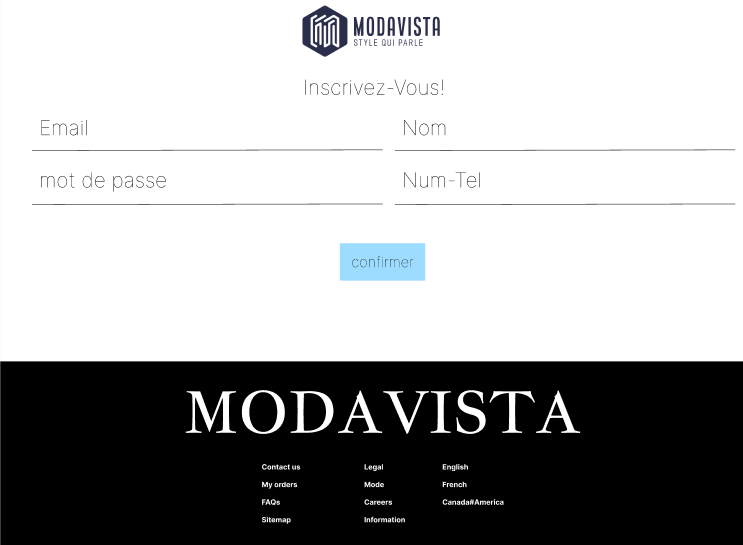 MODAVISTA
STYLE QUI PARLE
Inscrivez-Vous!
Email
Nom
mot de passe
Num-Tel
confirmer
MODAVISTA
Contact us
Legal
English
My orders
Mode
French
FAQs
Careers
Canada#America
Sitemap
Information